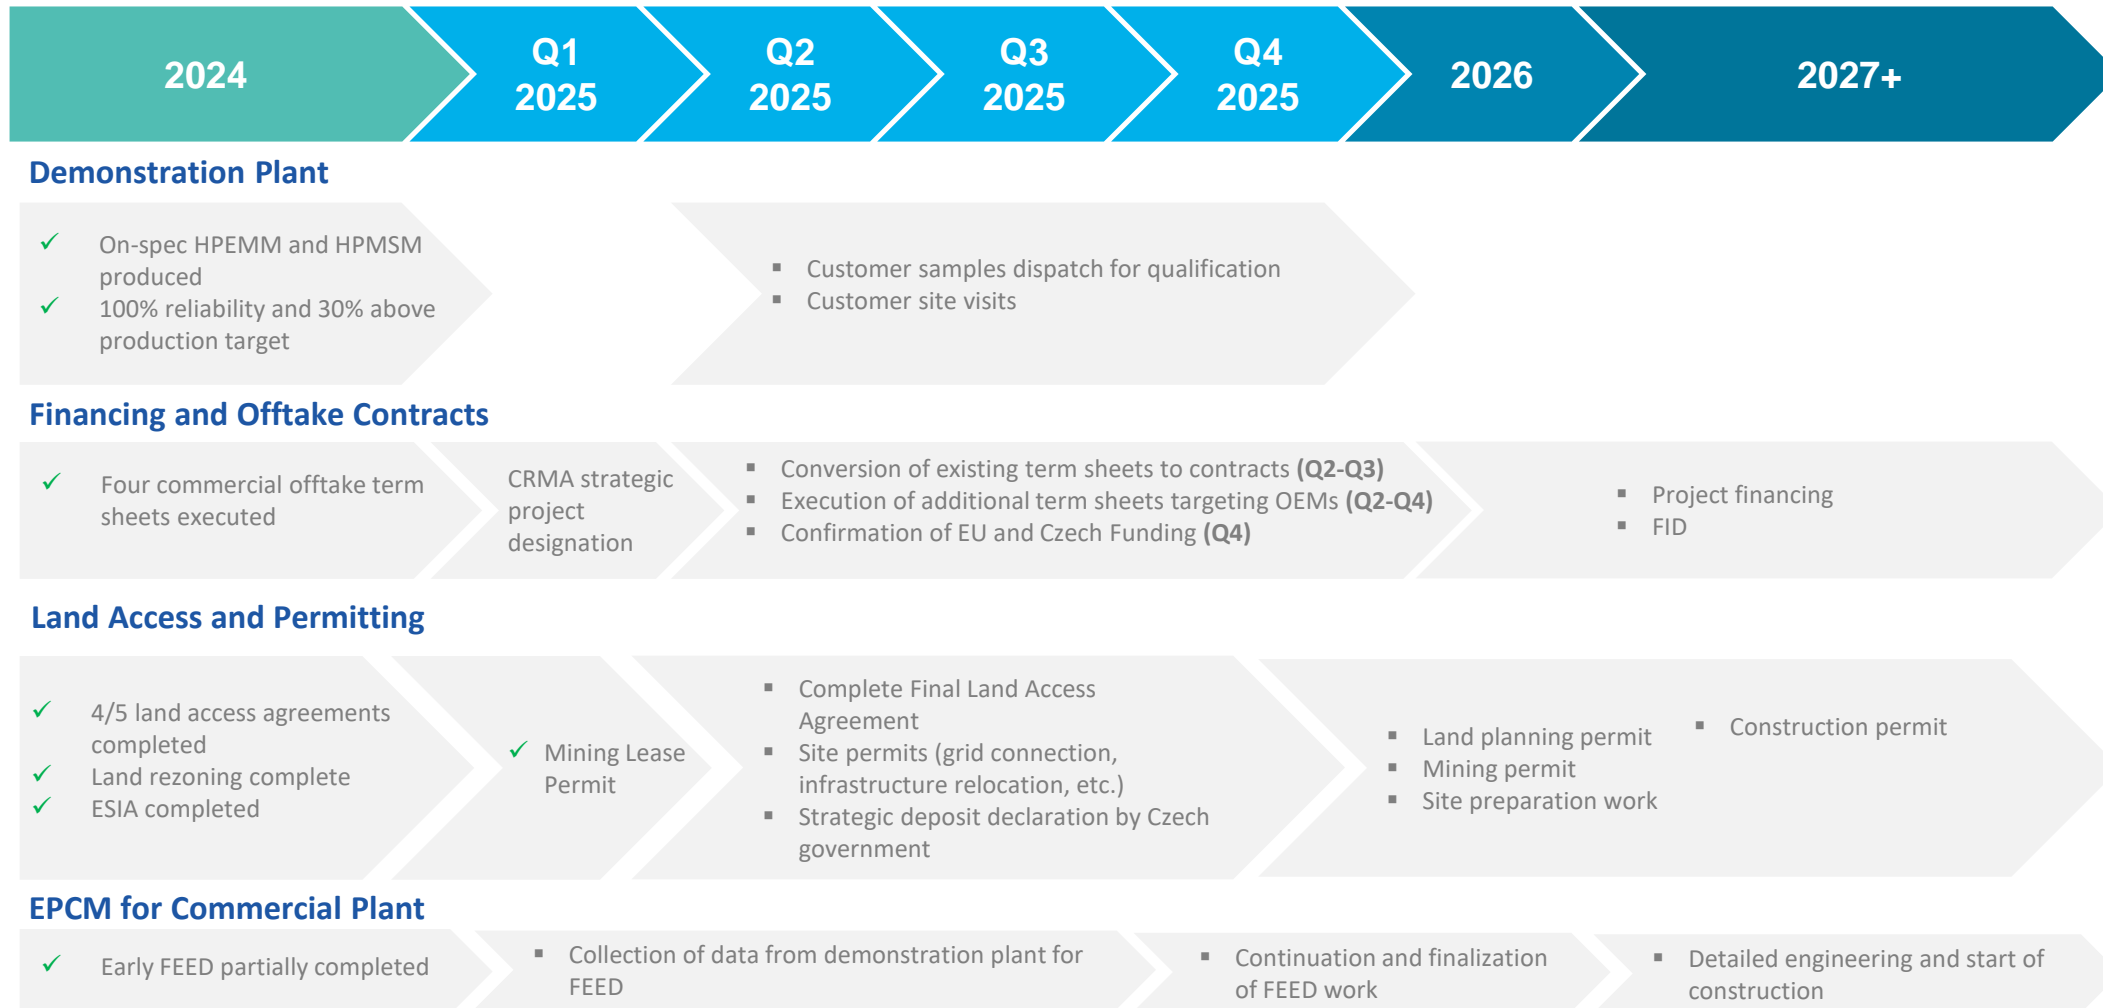 2024
Q1
2025
Q2
2025
Q3
2025
Q4
2025
2026
2027+
Demonstration Plant
✓ On-spec HPEMM and HPMSM
produced
✓ 100% reliability and 30% above
production target
▪ Customer samples dispatch for qualification
▪ Customer site visits
Financing and Offtake Contracts
✓ Four commercial offtake term
sheets executed
CRMA strategic
project
designation
▪ Conversion of existing term sheets to contracts (Q2-Q3)
▪ Execution of additional term sheets targeting OEMs (Q2-Q4)
▪ Confirmation of EU and Czech Funding (Q4)
▪ Project financing
▪ FID
Land Access and Permitting
✓ 4/5 land access agreements
completed
✓ Land rezoning complete
✓ ESIA completed
✓ Mining Lease
Permit
▪ Complete Final Land Access
Agreement
▪ Site permits (grid connection,
infrastructure relocation, etc.)
▪ Strategic deposit declaration by Czech
government
▪ Land planning permit
▪ Mining permit
▪ Site preparation work
▪ Construction permit
EPCM for Commercial Plant
✓ Early FEED partially completed
▪ Collection of data from demonstration plant for
FEED
▪ Continuation and finalization
of FEED work
▪ Detailed engineering and start of
construction